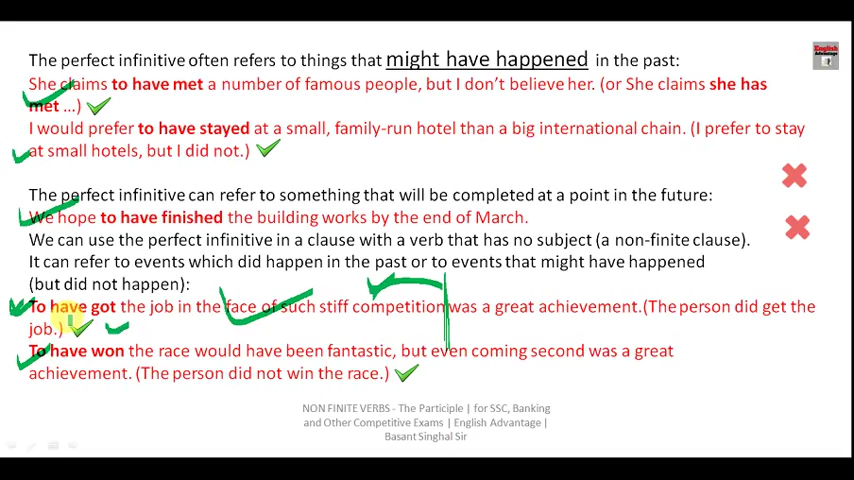 The perfect infinitive often refers to things that might have happened in the past:
She claims to have met a number of famous people, but I don't believe her. (or She claims she has
met ...)
I would prefer to have stayed at a small, family-run hotel than a big international chain. (I prefer to stay
at small hotels, but I did not.)
The perfect infinitive can refer to something that will be completed at a point in the future:
We hope to have finished the building works by the end of March.
We can use the perfect infinitive in a clause with a verb that has no subject (a non-finite clause).
It can refer to events which did happen in the past or to events that might have happened
(but did not happen):
To have got the job in the face of such stiff competition was a great achievement.(The person did get the
job.)
To have won the race would have been fantastic, but even coming second was a great
achievement. (The person did not win the race.)
NON FINITE VERBS - The Participle | for SSC, Banking
and Other Competitive Exams | English Advantage |
Basant Singhal Sir
English
Advantage